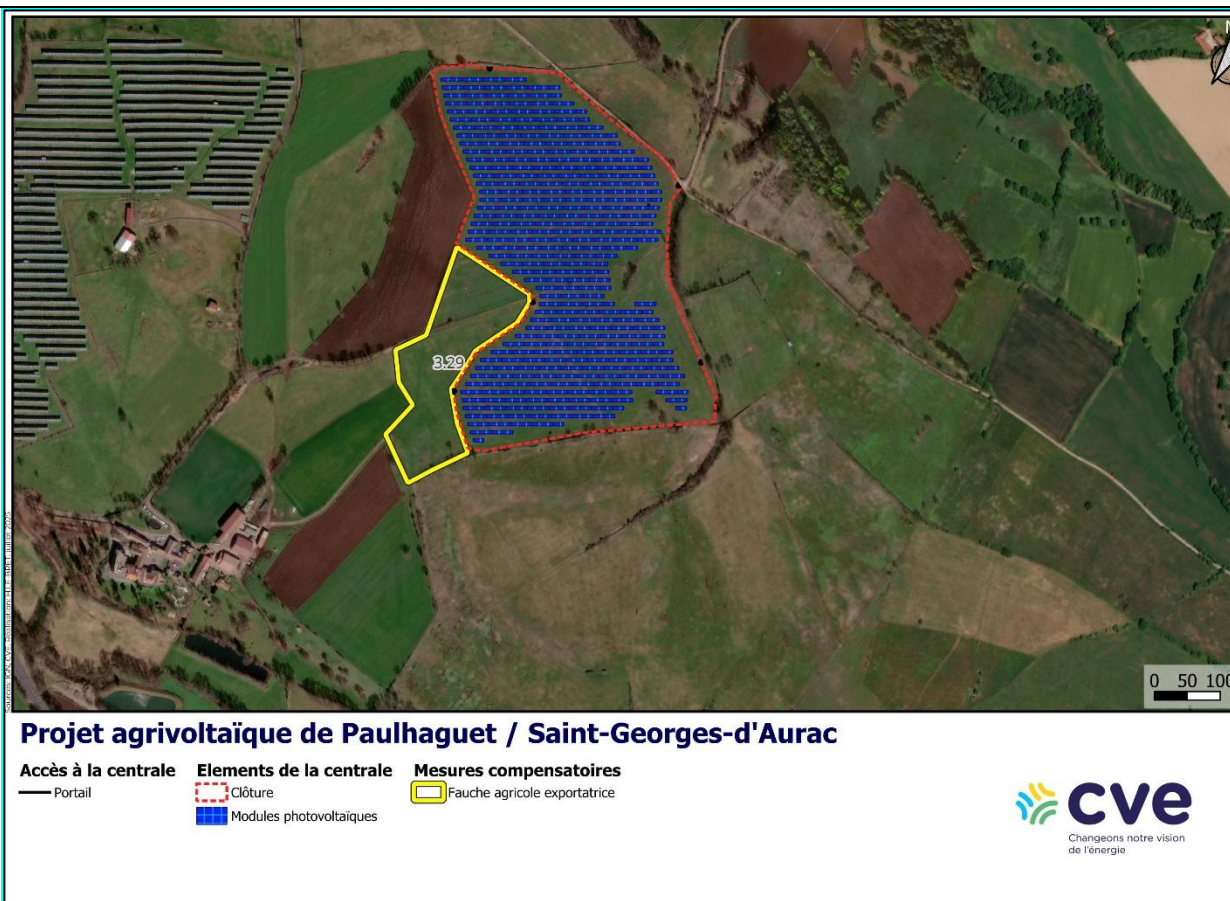 N
3.29
0 50 100
Projet agrivoltaïque de Paulhaguet / Saint-Georges-d'Aurac
Accès à la centrale
Portail
Elements de la centrale
Clôture
Modules photovoltaïques
Mesures compensatoires
Fauche agricole exportatrice
cve
Changeons notre vision
de l'énergie